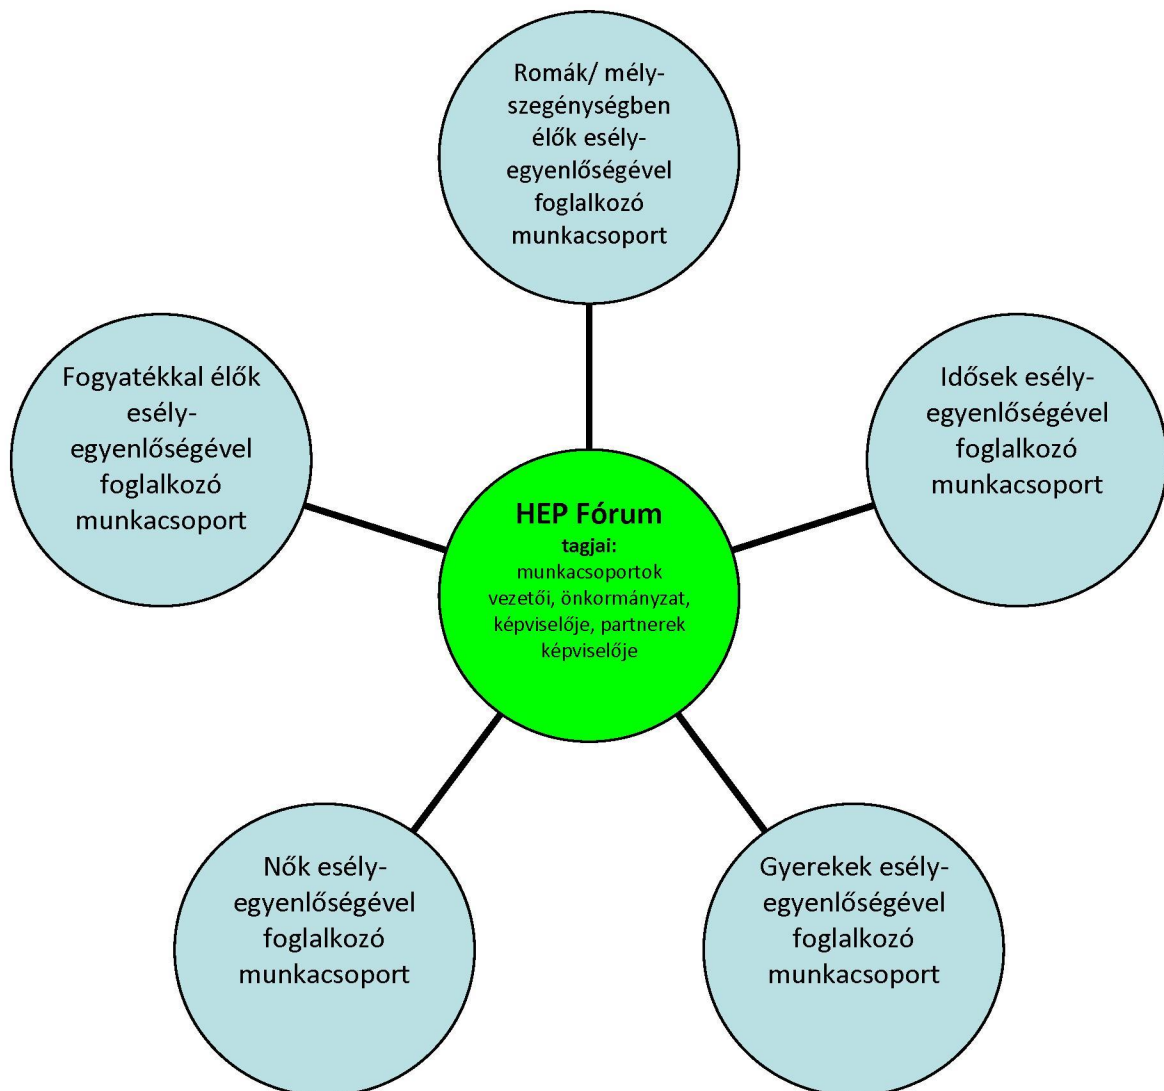 Romák/ mély-
szegénységben
élők esély-
egyenlőségével
foglalkozó
munkacsoport
Fogyatékkal élők
esély-
egyenlőségével
foglalkozó
munkacsoport
Idősek esély-
egyenlőségével
foglalkozó
munkacsoport
HEP Fórum
tagjai:
munkacsoportok
vezetői, önkormányzat,
képviselője, partnerek
képviselője
Nők esély-
egyenlőségével
foglalkozó
munkacsoport
Gyerekek esély-
egyenlőségével
foglalkozó
munkacsoport